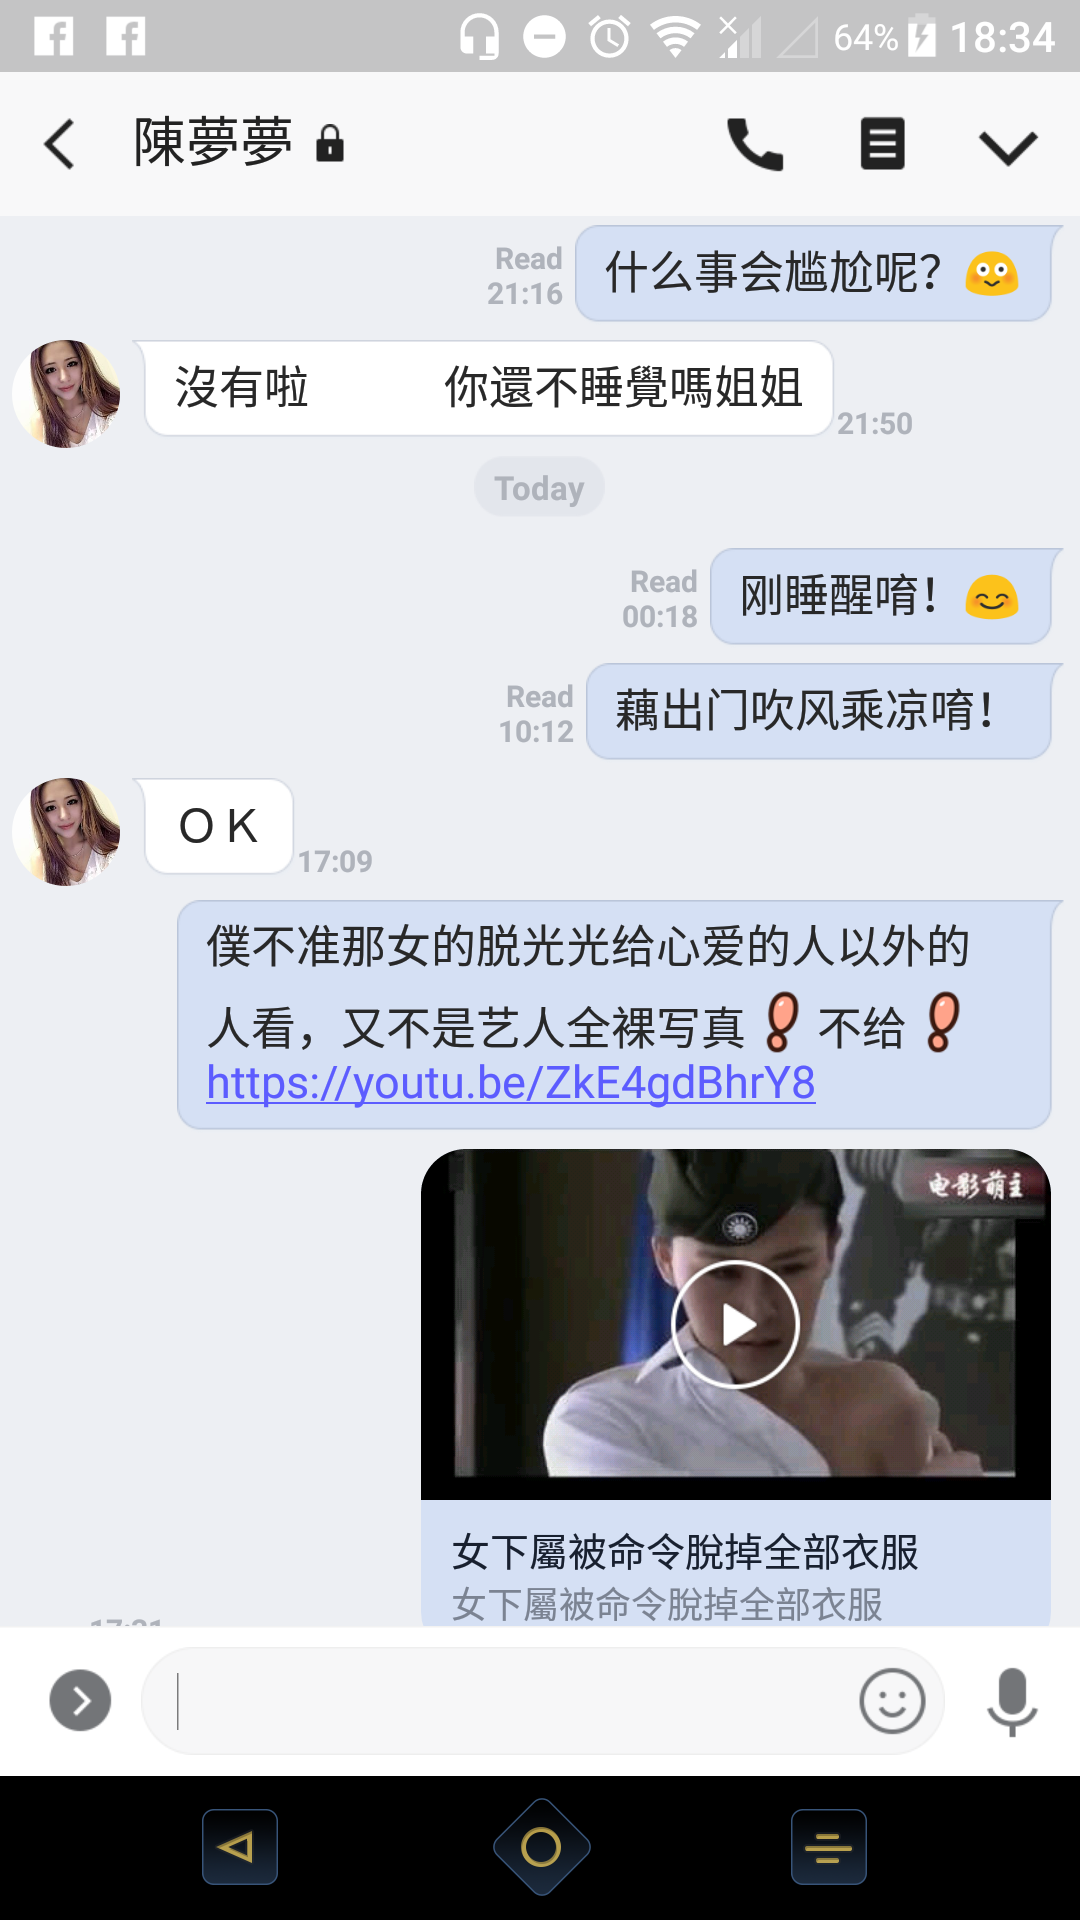 64% 18:34
陳夢夢
Read
21:16
什么事会尴尬呢？
沒有啦 你還不睡覺嗎姐姐
21:50
Today
Read
00:18
刚睡醒唷！
Read
10:12
藕出门吹风乘凉唷！
ＯＫ
17:09
僕不准那女的脱光光给心爱的人以外的
人看，又不是艺人全裸写真 不给
https://youtu.be/ZkE4gdBhrY8
电影萌主
女下屬被命令脫掉全部衣服
女下屬被命令脫掉全部衣服